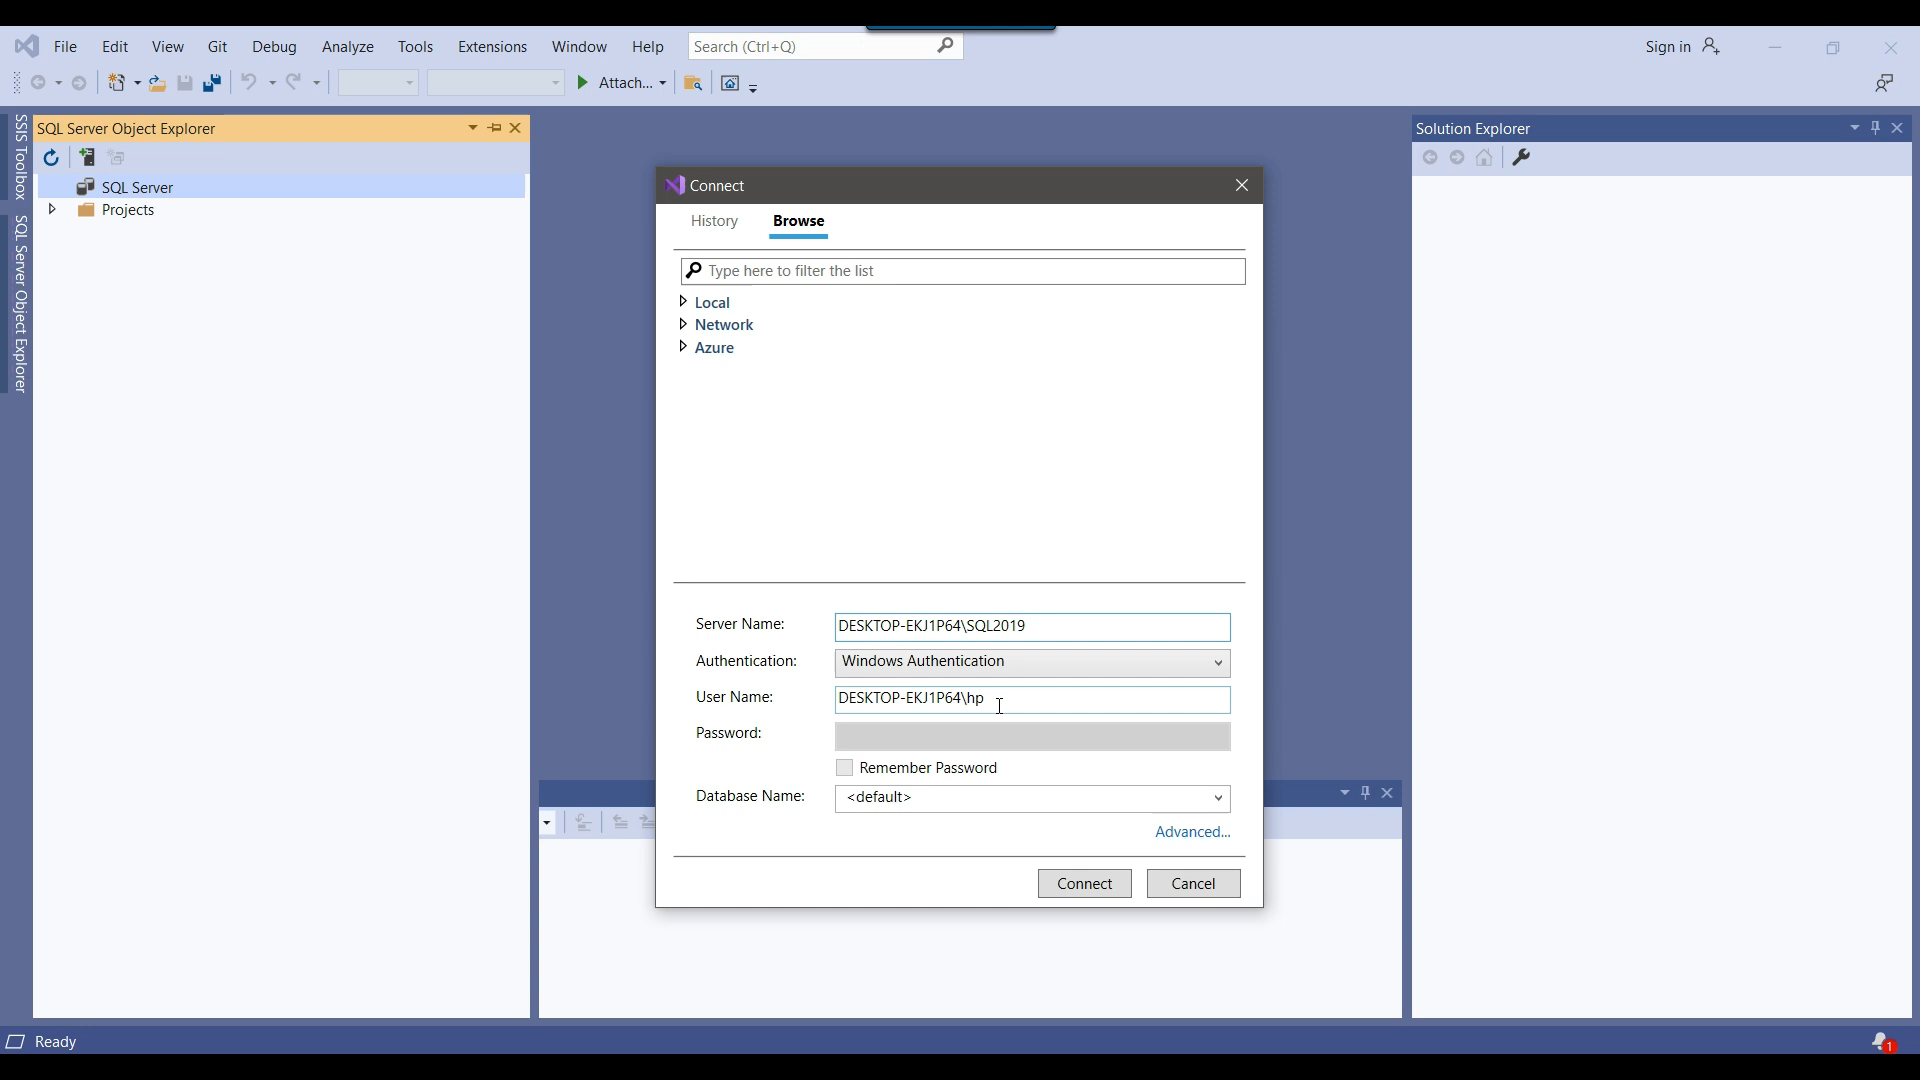 File Edit View Git Debug Analyze Tools Extensions Window Help Search (Ctrl+Q) Sign in
Attach...
SSIS Toolbox
SQL Server Object Explorer
SQL Server Object Explorer
SQL Server
Projects
Solution Explorer
Connect
History Browse
Type here to filter the list
Local
Network
Azure
Server Name: DESKTOP-EKJ1P64\SQL2019
Authentication: Windows Authentication
User Name: DESKTOP-EKJ1P64\hp
Password:
Remember Password
Database Name: <default>
Advanced...
Connect Cancel
Ready
1